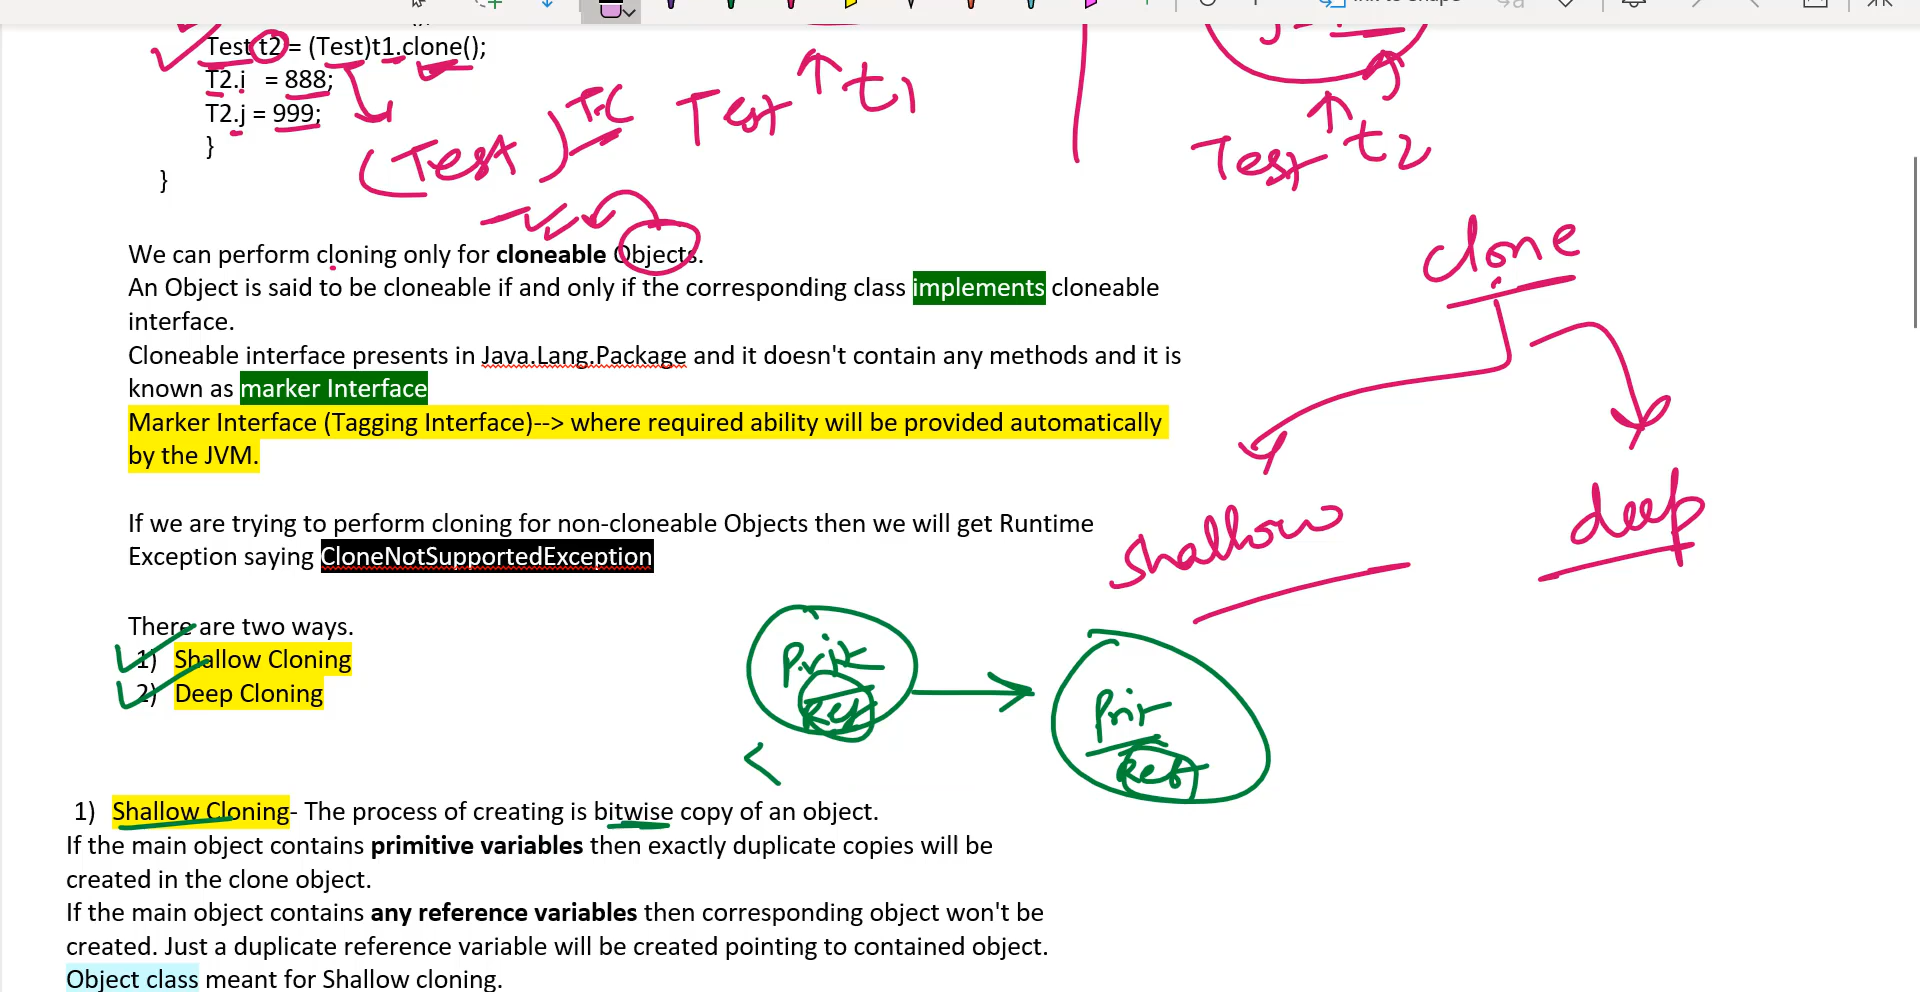 Ink to Shape
Test t2 = (Test)t1.clone();
T2.i = 888;
T2.j = 999;
}
}
(Test) T.C
Test t1
Test t2
We can perform cloning only for cloneable Objects.
An Object is said to be cloneable if and only if the corresponding class implements cloneable
interface.
Cloneable interface presents in Java.Lang.Package and it doesn't contain any methods and it is
known as marker Interface
Marker Interface (Tagging Interface)--> where required ability will be provided automatically
by the JVM.
clone
shallow
deep
If we are trying to perform cloning for non-cloneable Objects then we will get Runtime
Exception saying CloneNotSupportedException
There are two ways.
1) Shallow Cloning
2) Deep Cloning
Ref
Ref
1) Shallow Cloning- The process of creating is bitwise copy of an object.
If the main object contains primitive variables then exactly duplicate copies will be
created in the clone object.
If the main object contains any reference variables then corresponding object won't be
created. Just a duplicate reference variable will be created pointing to contained object.
Object class meant for Shallow cloning.